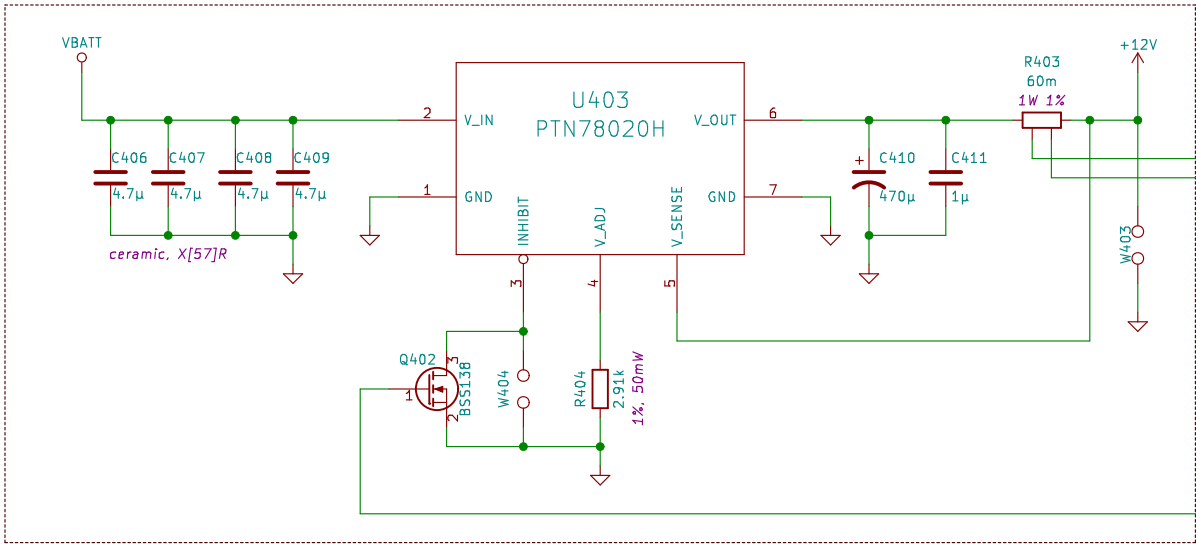 VBATT
+12V
R403
60m
1W 1%
U403
PTN78020H
2
V_IN
V_OUT
6
C406
4.7µ
C407
4.7µ
C408
4.7µ
C409
4.7µ
1
GND
GND
7
C410
+
470µ
C411
1µ
INHIBIT
V_ADJ
V_SENSE
3
4
5
ceramic, X[57]R
W403
Q402
3
1
2
BSS138
W404
R404
2.91k
1%, 50mW